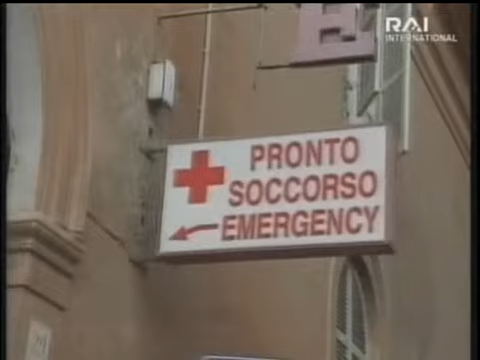 RAI
INTERNATIONAL
E
PRONTO
SOCCORSO
EMERGENCY